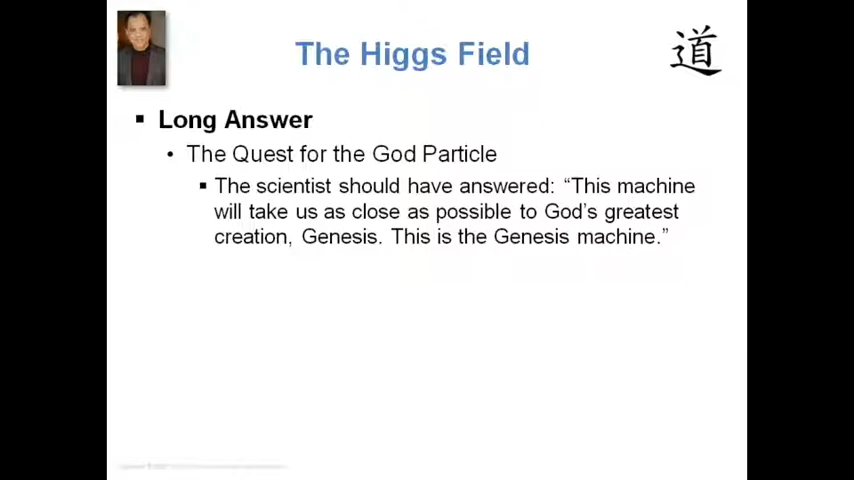 The Higgs Field
道
Long Answer
The Quest for the God Particle
The scientist should have answered: “This machine
will take us as close as possible to God’s greatest
creation, Genesis. This is the Genesis machine.”